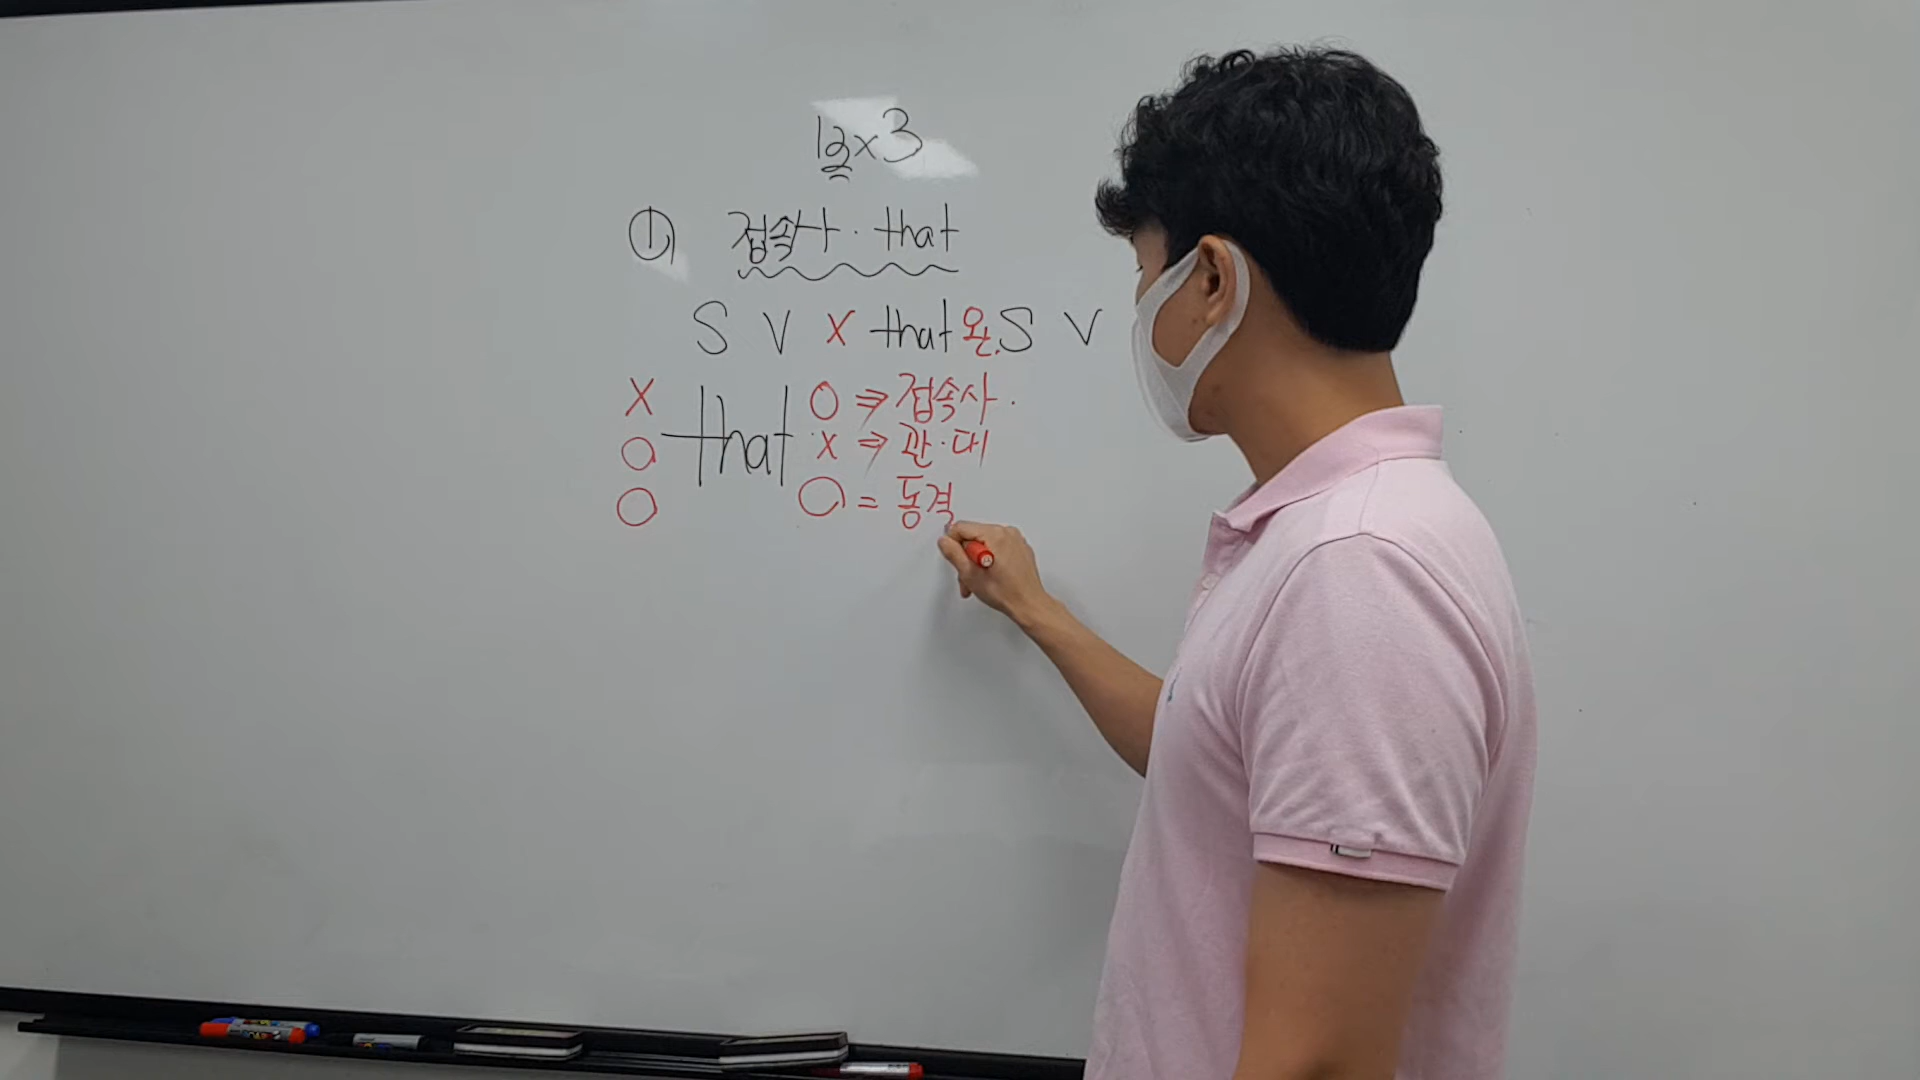 12x3
① 접속사. that
S V X that 완. S V
X that O ⇒ 접속사.
O X ⇒ 관·대
O O = 동격